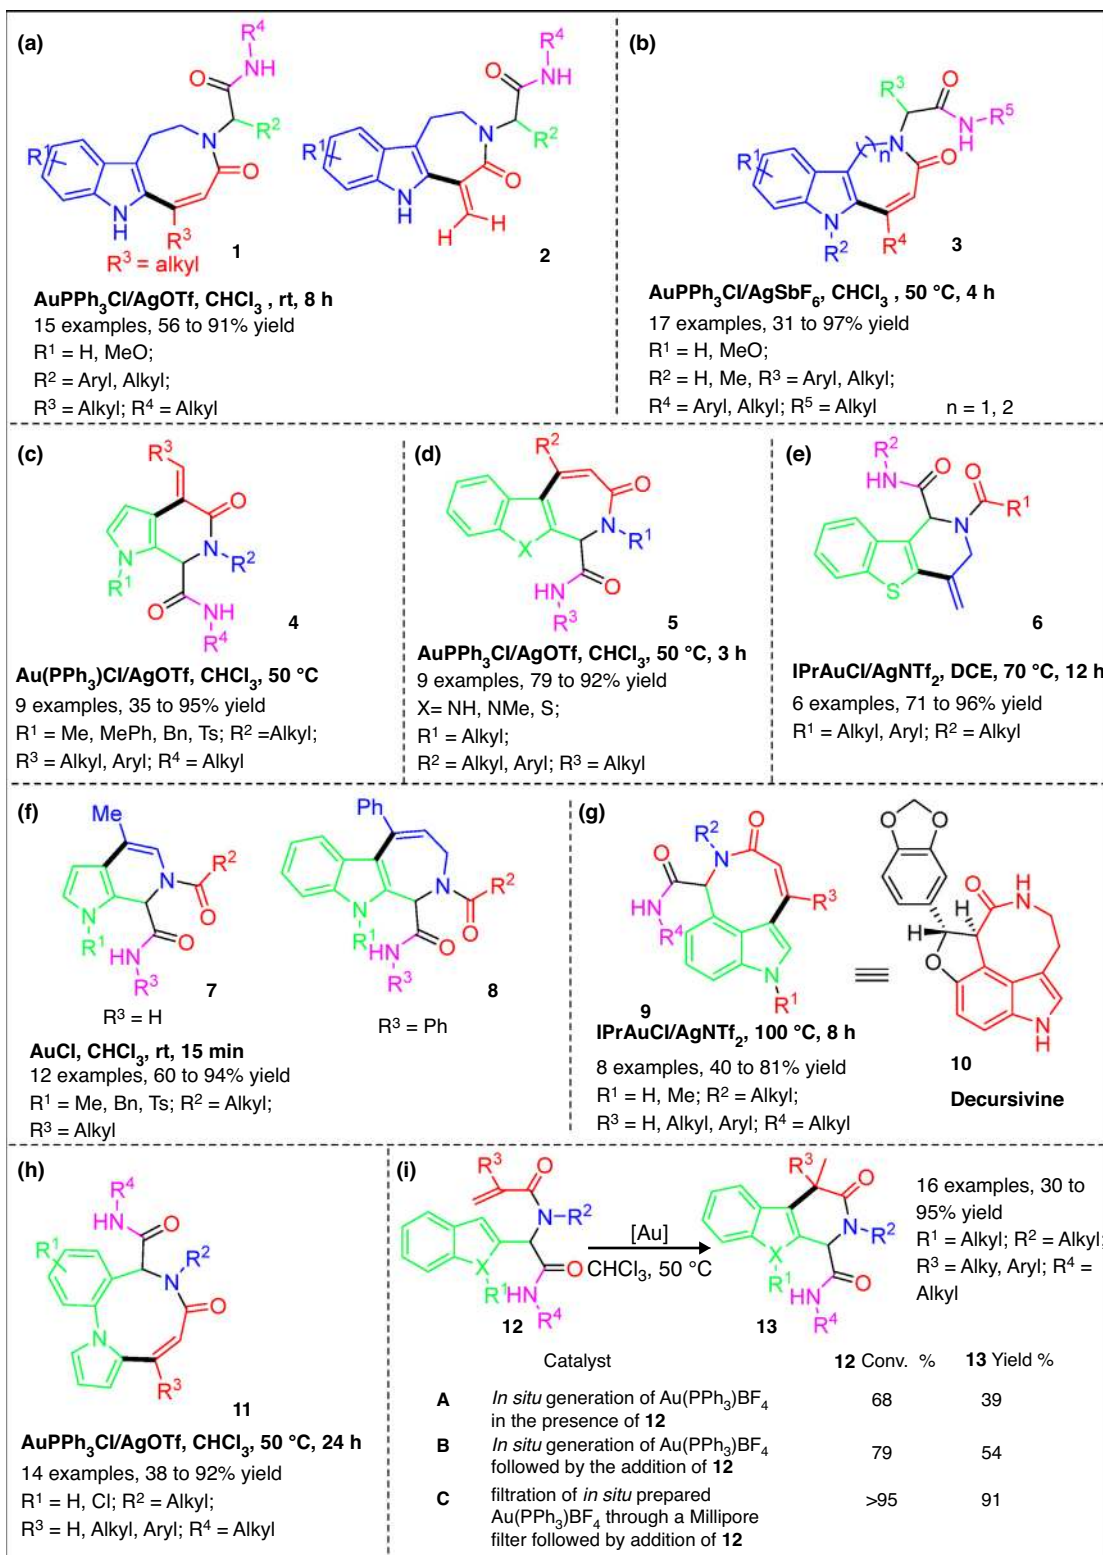 (a)
R4
NH
O
R2
N
R1
O
N
H
R3
R3 = alkyl
1
R4
NH
O
R2
N
R1
O
N
H
H H
2
AuPPh3Cl/AgOTf, CHCl3 , rt, 8 h
15 examples, 56 to 91% yield
R1 = H, MeO;
R2 = Aryl, Alkyl;
R3 = Alkyl; R4 = Alkyl
(b)
R3
O
N
H
R5
N
n
R1
O
N
R2
R4
3
AuPPh3Cl/AgSbF6, CHCl3 , 50 °C, 4 h
17 examples, 31 to 97% yield
R1 = H, MeO;
R2 = H, Me, R3 = Aryl, Alkyl;
R4 = Aryl, Alkyl; R5 = Alkyl n = 1, 2
(c)
R3
O
N
R2
N
R1
O
NH
R4
4
Au(PPh3)Cl/AgOTf, CHCl3, 50 °C
9 examples, 35 to 95% yield
R1 = Me, MePh, Bn, Ts; R2 =Alkyl;
R3 = Alkyl, Aryl; R4 = Alkyl
(d)
R2
O
N
R1
X
HN
O
R3
5
AuPPh3Cl/AgOTf, CHCl3, 50 °C, 3 h
9 examples, 79 to 92% yield
X= NH, NMe, S;
R1 = Alkyl;
R2 = Alkyl, Aryl; R3 = Alkyl
(e)
R2
NH
O
O
N
R1
S
6
IPrAuCl/AgNTf2, DCE, 70 °C, 12 h
6 examples, 71 to 96% yield
R1 = Alkyl, Aryl; R2 = Alkyl
(f)
Me
N
R2
O
N
R1
O
HN
R3
7
R3 = H
Ph
N
R2
O
N
R1
O
HN
R3
8
R3 = Ph
AuCl, CHCl3, rt, 15 min
12 examples, 60 to 94% yield
R1 = Me, Bn, Ts; R2 = Alkyl;
R3 = Alkyl
(g)
R2
O
N
O
HN
R4
R3
N
R1
9
IPrAuCl/AgNTf2, 100 °C, 8 h
8 examples, 40 to 81% yield
R1 = H, Me; R2 = Alkyl;
R3 = H, Alkyl, Aryl; R4 = Alkyl
O
O
O
H
N
H
H
O
N
H
10
Decursivine
(h)
R4
HN
O
R1
R2
N
O
N
R3
11
AuPPh3Cl/AgOTf, CHCl3, 50 °C, 24 h
14 examples, 38 to 92% yield
R1 = H, Cl; R2 = Alkyl;
R3 = H, Alkyl, Aryl; R4 = Alkyl
(i)
R3
O
N-R2
X
R1
O
HN
R4
12
[Au]
CHCl3, 50 °C
R3
O
N
R2
X
R1
O
HN
R4
13
16 examples, 30 to
95% yield
R1 = Alkyl; R2 = Alkyl;
R3 = Alky, Aryl; R4 =
Alkyl
Catalyst 12 Conv. % 13 Yield %
A In situ generation of Au(PPh3)BF4 68 39
in the presence of 12
B In situ generation of Au(PPh3)BF4 79 54
followed by the addition of 12
C filtration of in situ prepared >95 91
Au(PPh3)BF4 through a Millipore
filter followed by addition of 12